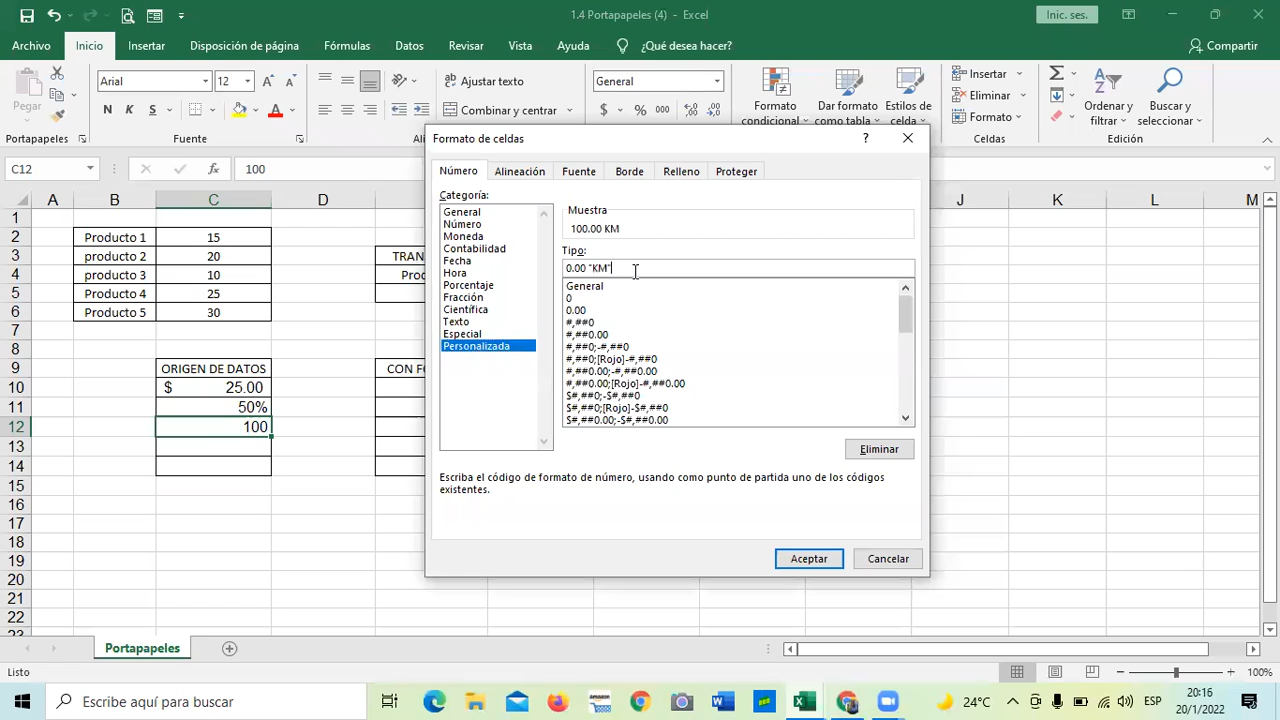 1.4 Portapapeles (4) - Excel
Inic. ses.
Archivo Inicio Insertar Disposición de página Fórmulas Datos Revisar Vista Ayuda ¿Qué desea hacer? Compartir
Pegar
Arial 12
N K S
Ajustar texto
Combinar y centrar
General
$ % 000
Formato condicional
Dar formato como tabla
Estilos de celda
Insertar
Eliminar
Formato
Ordenar y filtrar
Buscar y seleccionar
Portapapeles Fuente Celdas Edición
C12 fx 100
A B C D J K L M
1
2 Producto 1 15
3 producto 2 20 TRAN
4 producto 3 10 Proc
5 Producto 4 25
6 Producto 5 30
7
8
9 ORIGEN DE DATOS CON FO
10 $ 25.00
11 50%
12 100
13
14
15
16
17
18
19
20
21
22
23
Formato de celdas ?
Número Alineación Fuente Borde Relleno Proteger
Categoría:
General
Número
Moneda
Contabilidad
Fecha
Hora
Porcentaje
Fracción
Científica
Texto
Especial
Personalizada
Muestra
100.00 KM
Tipo:
0.00 "KM"
General
0
0.00
#,##0
#,##0.00
#,##0;-#,##0
#,##0;[Rojo]-#,##0
#,##0.00;-#,##0.00
#,##0.00;[Rojo]-#,##0.00
$#,##0;-$#,##0
$#,##0;[Rojo]-$#,##0
$#,##0.00;-$#,##0.00
Eliminar
Escriba el código de formato de número, usando como punto de partida uno de los códigos
existentes.
Aceptar Cancelar
Portapapeles
Listo 100%
Escribe aquí para buscar
24°C ESP
20:16
20/1/2022